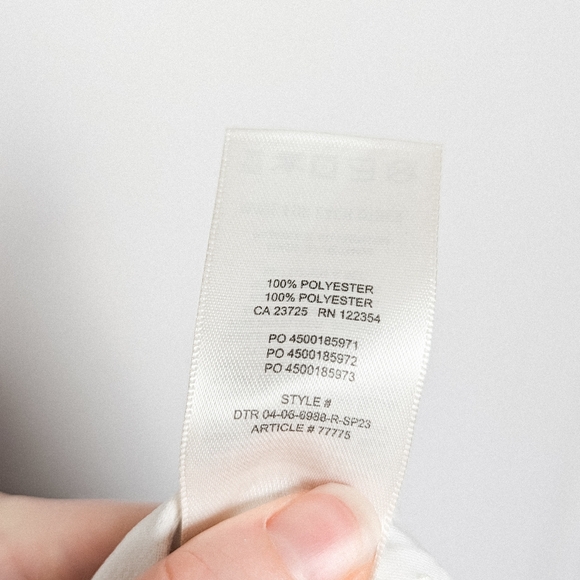 100% POLYESTER
100% POLYESTER
CA 23725 RN 122354
PO 4500185971
PO 4500185972
PO 4500185973
STYLE #
DTR 04-06-6988-R-SP23
ARTICLE # 77775